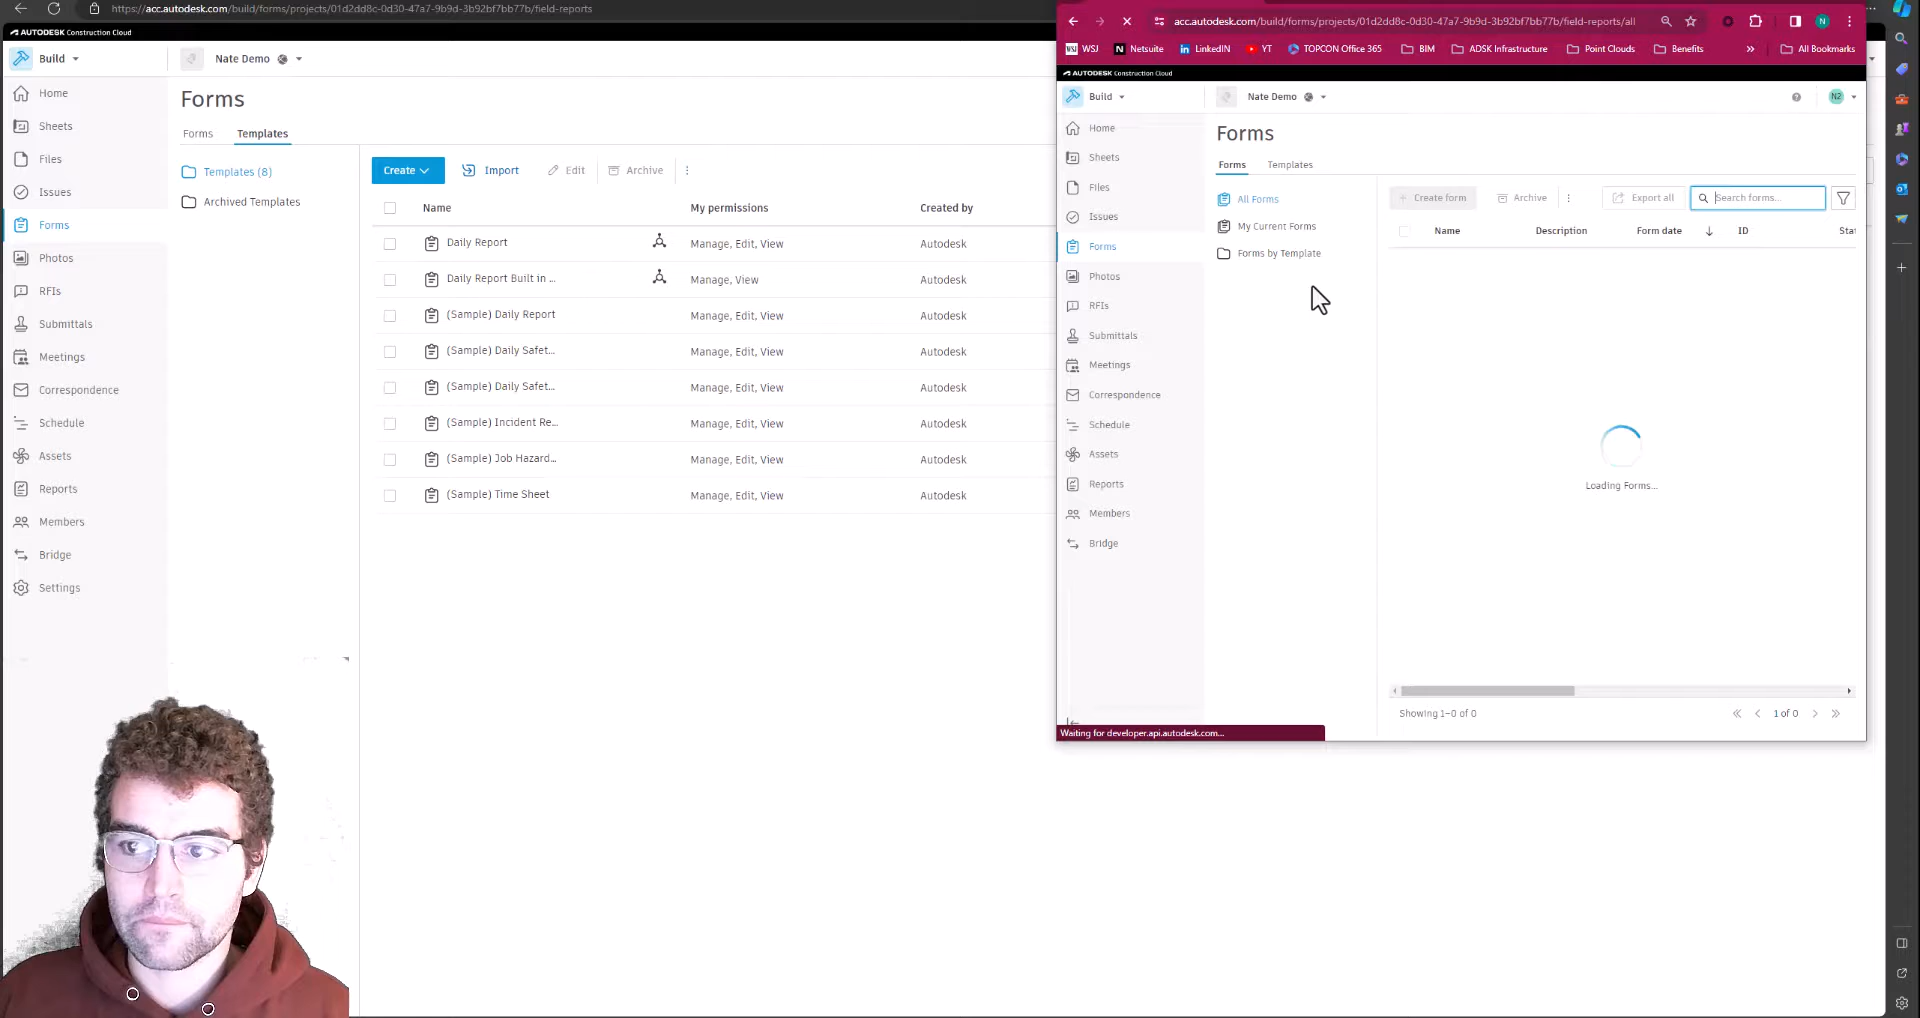 https://acc.autodesk.com/build/forms/projects/01d2dd8c-0d30-47a7-9b9d-3b92bf7bb77b/field-reports
AUTODESK Construction Cloud
Build
Nate Demo
Home
Sheets
Files
Issues
Forms
Photos
RFIs
Submittals
Meetings
Correspondence
Schedule
Assets
Reports
Members
Bridge
Settings
Forms
Forms Templates
Templates (8)
Archived Templates
Create Import Edit Archive
Name My permissions Created by
Daily Report Manage, Edit, View Autodesk
Daily Report Built in ... Manage, View Autodesk
(Sample) Daily Report Manage, Edit, View Autodesk
(Sample) Daily Safet... Manage, Edit, View Autodesk
(Sample) Daily Safet... Manage, Edit, View Autodesk
(Sample) Incident Re... Manage, Edit, View Autodesk
(Sample) Job Hazard... Manage, Edit, View Autodesk
(Sample) Time Sheet Manage, Edit, View Autodesk
acc.autodesk.com/build/forms/projects/01d2dd8c-0d30-47a7-9b9d-3b92bf7bb77b/field-reports/all
N
WSJ Netsuite LinkedIN YT TOPCON Office 365 BIM ADSK Infrastructure Point Clouds Benefits » All Bookmarks
AUTODESK Construction Cloud
Build
Nate Demo
N2
Home
Sheets
Files
Issues
Forms
Photos
RFIs
Submittals
Meetings
Correspondence
Schedule
Assets
Reports
Members
Bridge
Forms
Forms Templates
All Forms
My Current Forms
Forms by Template
+ Create form Archive Export all Search forms...
Name Description Form date ID Stat
Loading Forms...
Showing 1-0 of 0
1 of 0
Waiting for developer.api.autodesk.com...